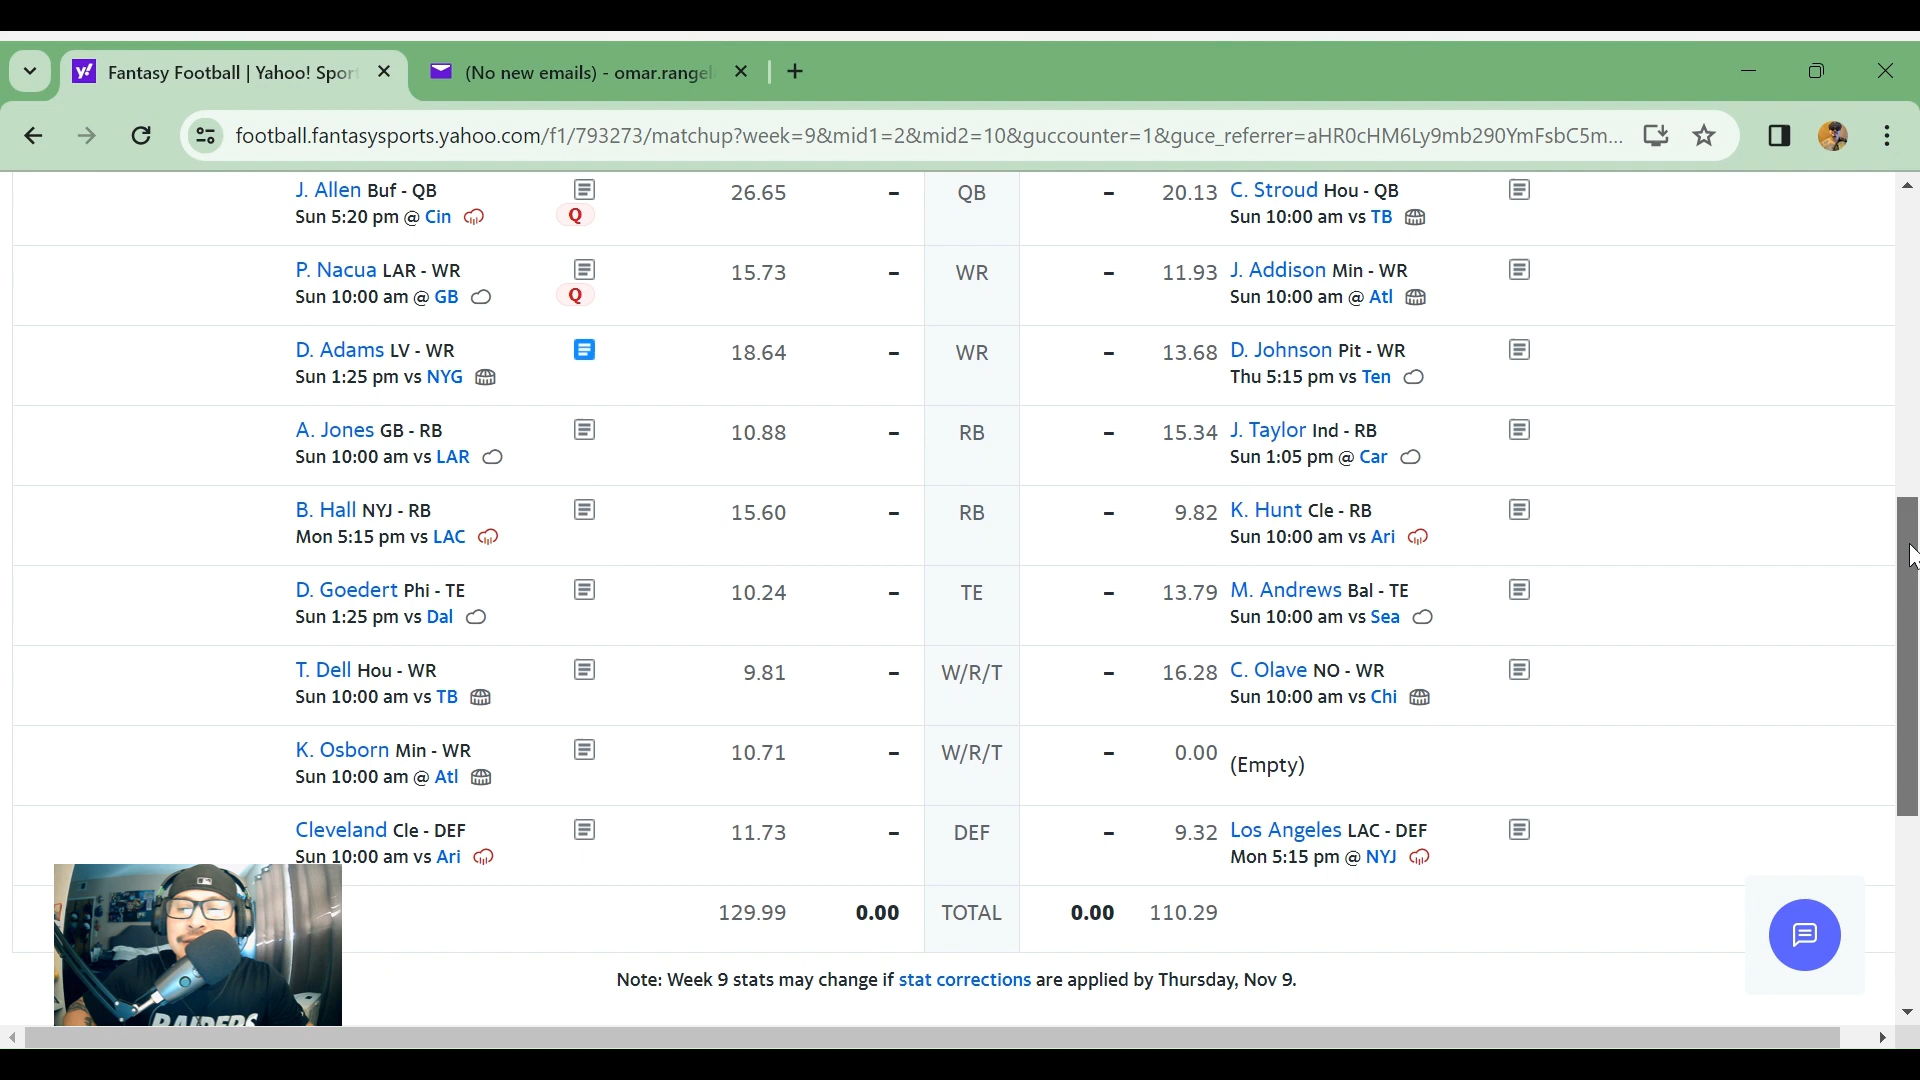 Fantasy Football | Yahoo! Spor
(No new emails) - omar.rangel
football.fantasysports.yahoo.com/f1/793273/matchup?week=9&mid1=2&mid2=10&guccounter=1&guce_referrer=aHR0cHM6Ly9mb290YmFsbC5m...
J. Allen Buf - QB 26.65 – QB – 20.13 C. Stroud Hou - QB
Sun 5:20 pm @ Cin Q Sun 10:00 am vs TB
P. Nacua LAR - WR 15.73 – WR – 11.93 J. Addison Min - WR
Sun 10:00 am @ GB Q Sun 10:00 am @ Atl
D. Adams LV - WR 18.64 – WR – 13.68 D. Johnson Pit - WR
Sun 1:25 pm vs NYG Thu 5:15 pm vs Ten
A. Jones GB - RB 10.88 – RB – 15.34 J. Taylor Ind - RB
Sun 10:00 am vs LAR Sun 1:05 pm @ Car
B. Hall NYJ - RB 15.60 – RB – 9.82 K. Hunt Cle - RB
Mon 5:15 pm vs LAC Sun 10:00 am vs Ari
D. Goedert Phi - TE 10.24 – TE – 13.79 M. Andrews Bal - TE
Sun 1:25 pm vs Dal Sun 10:00 am vs Sea
T. Dell Hou - WR 9.81 – W/R/T – 16.28 C. Olave NO - WR
Sun 10:00 am vs TB Sun 10:00 am vs Chi
K. Osborn Min - WR 10.71 – W/R/T – 0.00 (Empty)
Sun 10:00 am @ Atl
Cleveland Cle - DEF 11.73 – DEF – 9.32 Los Angeles LAC - DEF
Sun 10:00 am vs Ari Mon 5:15 pm @ NYJ
129.99 0.00 TOTAL 0.00 110.29
Note: Week 9 stats may change if stat corrections are applied by Thursday, Nov 9.
RAIDERS